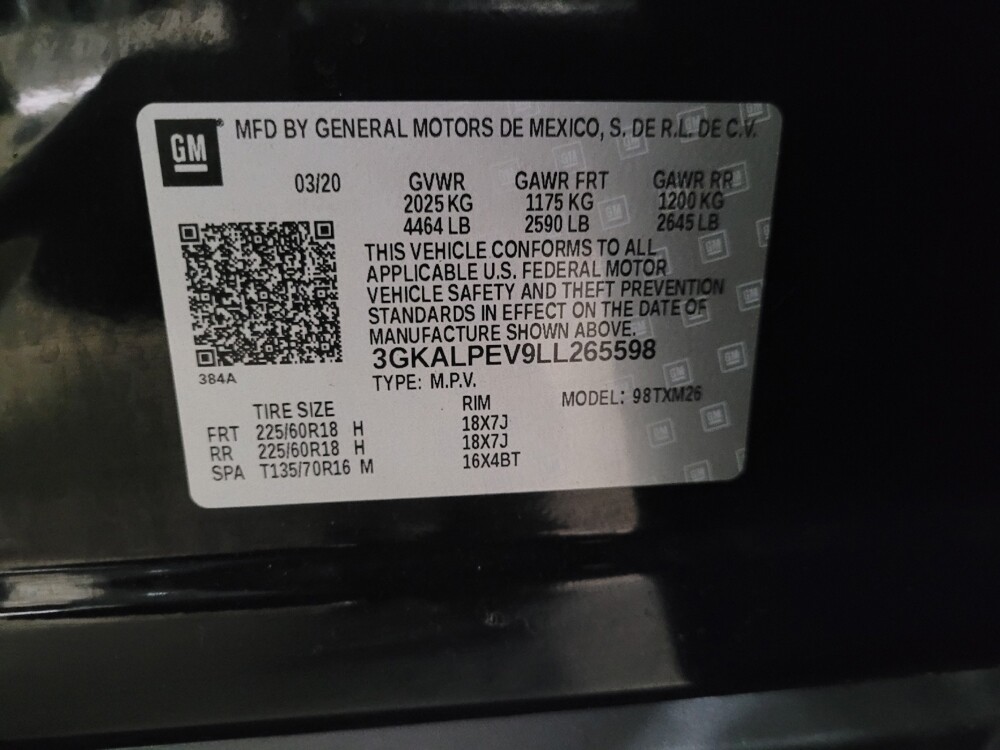 GM MFD BY GENERAL MOTORS DE MEXICO, S. DE R.L. DE C.V.
03/20 GVWR GAWR FRT GAWR RR
2025 KG 1175 KG 1200 KG
4464 LB 2590 LB 2645 LB
THIS VEHICLE CONFORMS TO ALL
APPLICABLE U.S. FEDERAL MOTOR
VEHICLE SAFETY AND THEFT PREVENTION
STANDARDS IN EFFECT ON THE DATE OF
MANUFACTURE SHOWN ABOVE.
3GKALPEV9LL265598
384A
TYPE: M.P.V. MODEL: 98TXM26
TIRE SIZE RIM
FRT 225/60R18 H 18X7J
RR 225/60R18 H 18X7J
SPA T135/70R16 M 16X4BT